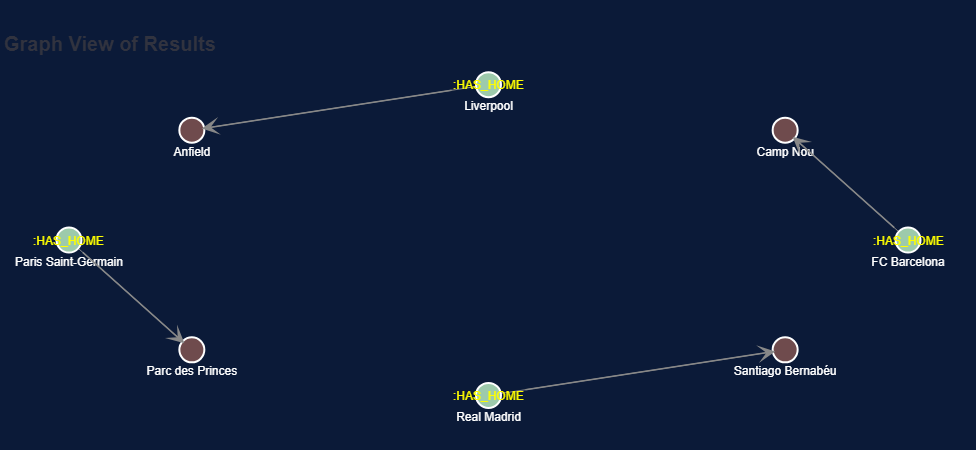 Graph View of Results
:HAS_HOME
Liverpool
Anfield
Camp Nou
:HAS_HOME
Paris Saint-Germain
:HAS_HOME
FC Barcelona
Parc des Princes
Santiago Bernabéu
:HAS_HOME
Real Madrid